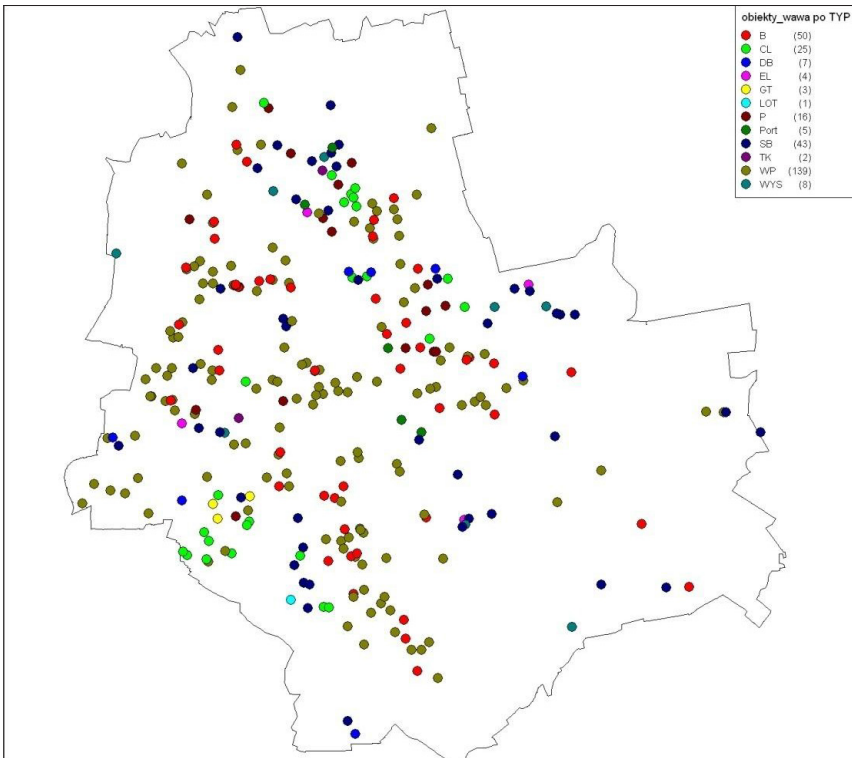 obiekty_wawa po TYP
B (50)
CL (25)
DB (7)
EL (4)
GT (3)
LOT (1)
P (16)
Port (5)
SB (43)
TK (2)
WP (139)
WYS (8)